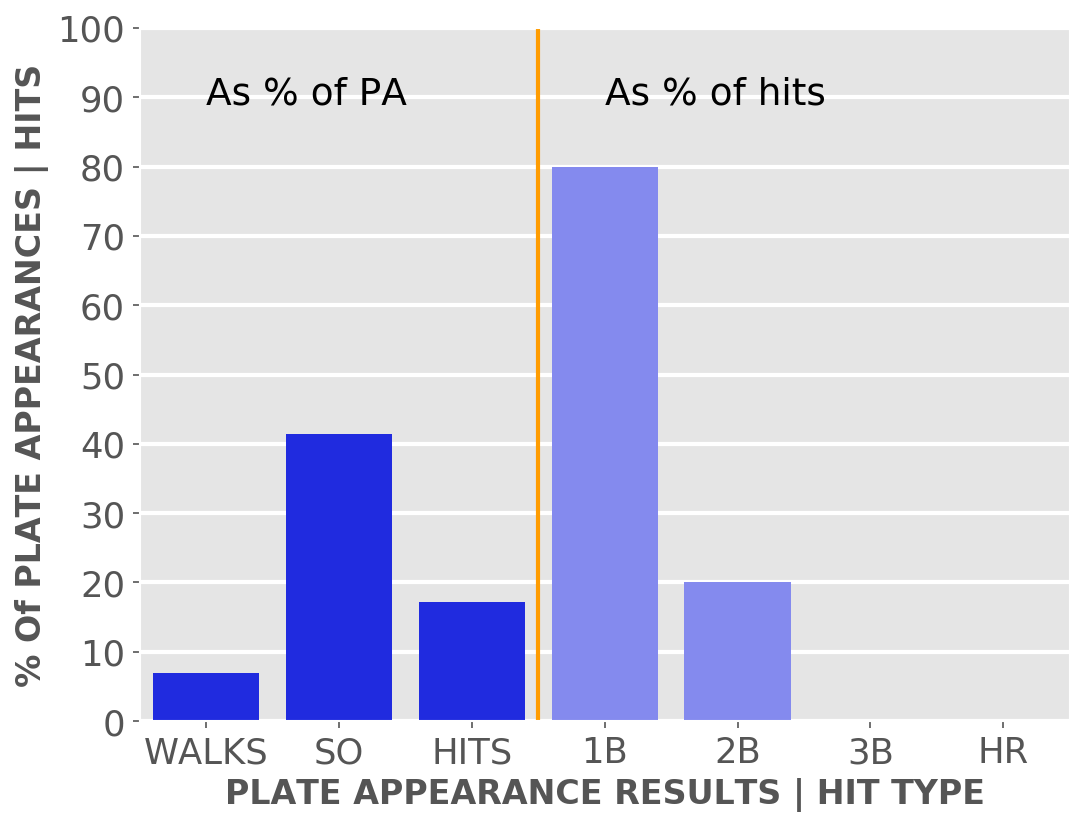 100
90
80
70
60
50
40
30
20
10
0
% Of PLATE APPEARANCES | HITS
As % of PA
As % of hits
WALKS SO HITS 1B 2B 3B HR
PLATE APPEARANCE RESULTS | HIT TYPE